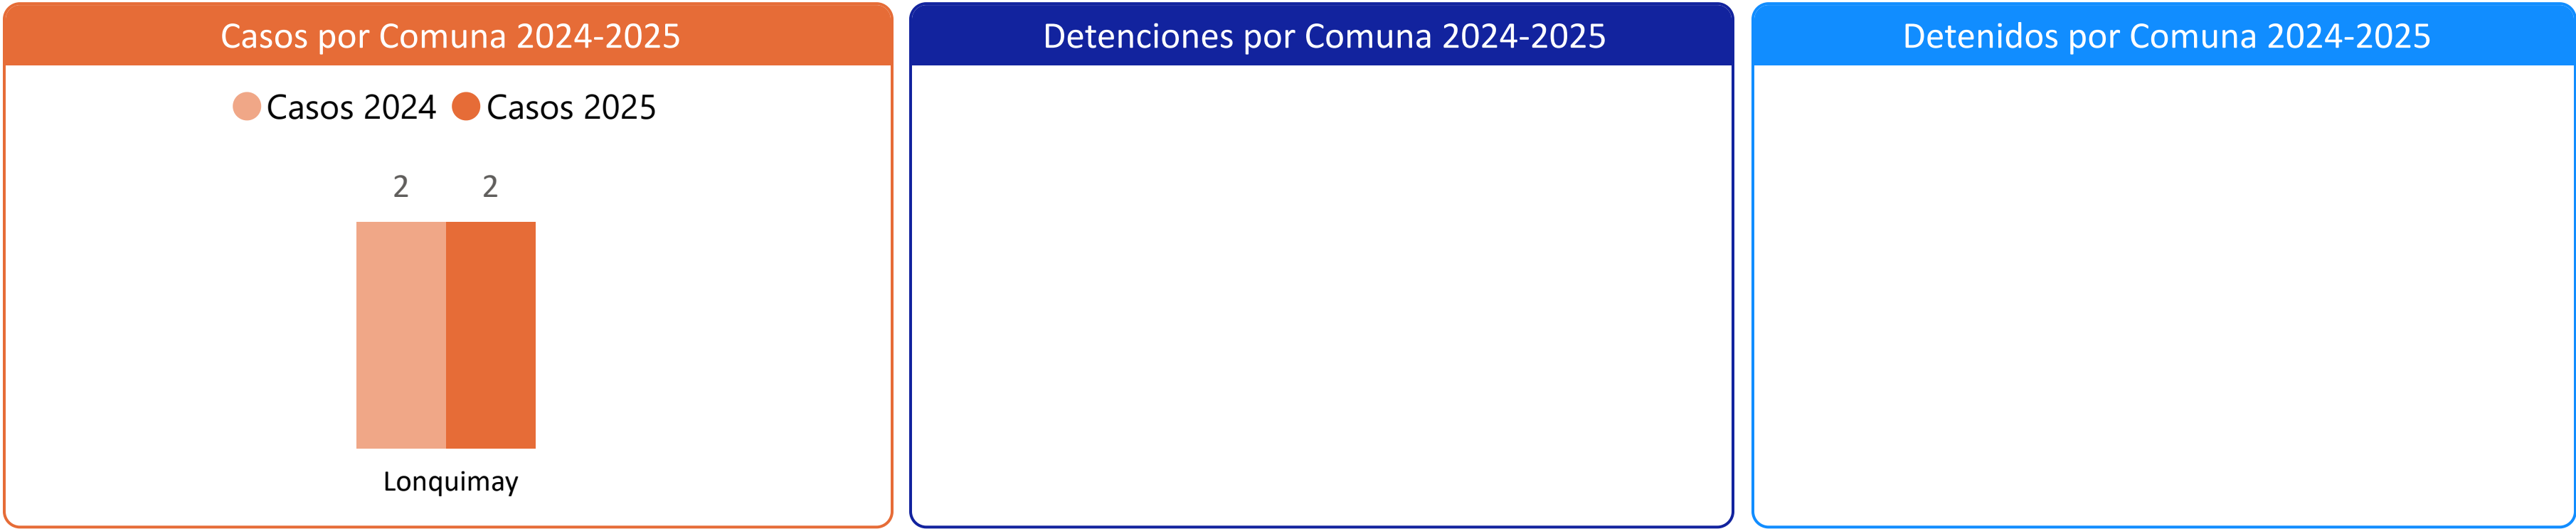 Casos por Comuna 2024-2025
Casos 2024 Casos 2025
2 2
Lonquimay
Detenciones por Comuna 2024-2025
Detenidos por Comuna 2024-2025